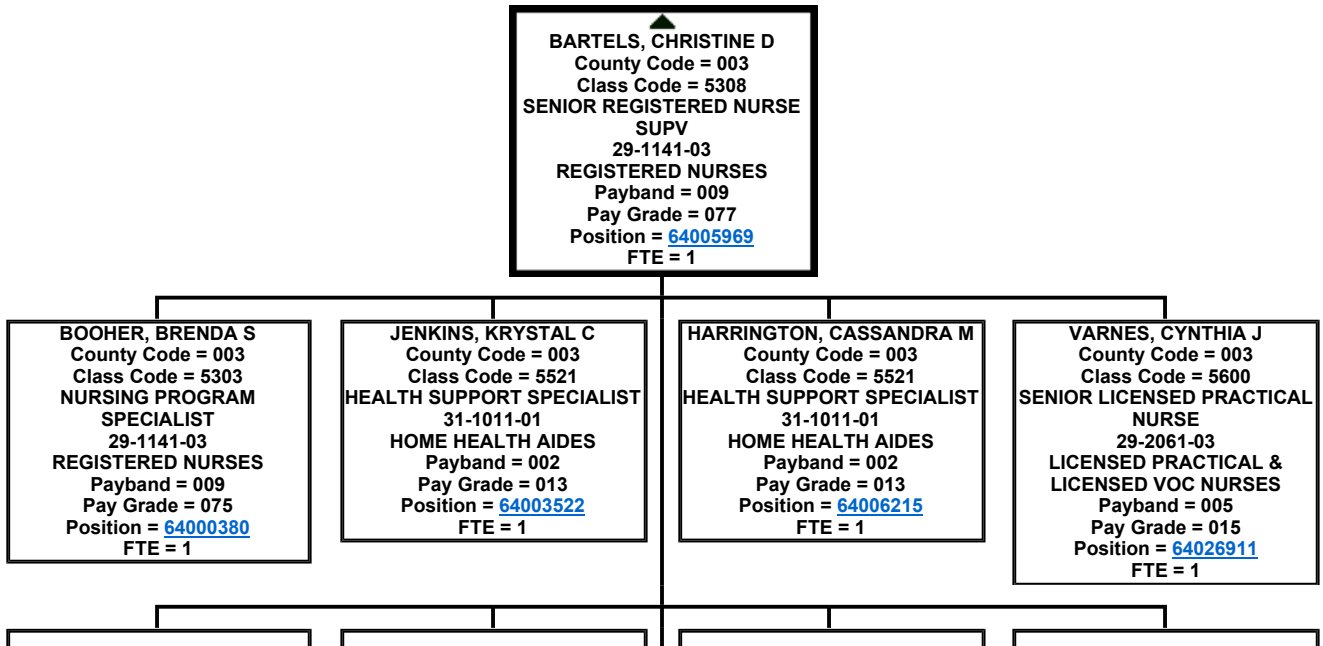 BARTELS, CHRISTINE D
County Code = 003
Class Code = 5308
SENIOR REGISTERED NURSE
SUPV
29-1141-03
REGISTERED NURSES
Payband = 009
Pay Grade = 077
Position = 64005969
FTE = 1
BOOHER, BRENDA S
County Code = 003
Class Code = 5303
NURSING PROGRAM
SPECIALIST
29-1141-03
REGISTERED NURSES
Payband = 009
Pay Grade = 075
Position = 64000380
FTE = 1
JENKINS, KRYSTAL C
County Code = 003
Class Code = 5521
HEALTH SUPPORT SPECIALIST
31-1011-01
HOME HEALTH AIDES
Payband = 002
Pay Grade = 013
Position = 64003522
FTE = 1
HARRINGTON, CASSANDRA M
County Code = 003
Class Code = 5521
HEALTH SUPPORT SPECIALIST
31-1011-01
HOME HEALTH AIDES
Payband = 002
Pay Grade = 013
Position = 64006215
FTE = 1
VARNES, CYNTHIA J
County Code = 003
Class Code = 5600
SENIOR LICENSED PRACTICAL
NURSE
29-2061-03
LICENSED PRACTICAL &
LICENSED VOC NURSES
Payband = 005
Pay Grade = 015
Position = 64026911
FTE = 1